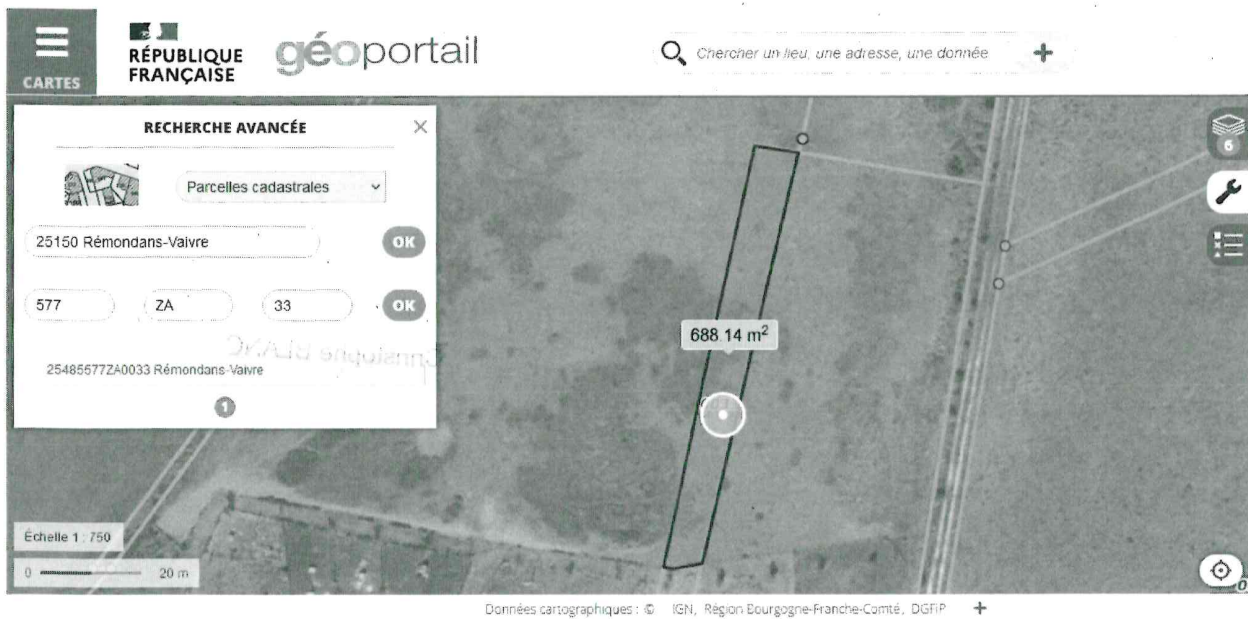 CARTES
RÉPUBLIQUE
FRANÇAISE
géoportail
Chercher un lieu, une adresse, une donnée
RECHERCHE AVANCÉE
Parcelles cadastrales
25150 Rémondans-Vaivre
OK
577
ZA
33
OK
Christophe BLANC
25485577ZA0033 Rémondans-Vaivre
1
6
688.14 m²
Échelle 1 : 750
0
20 m
Données cartographiques : © IGN, Région Bourgogne-Franche-Comté, DGFiP